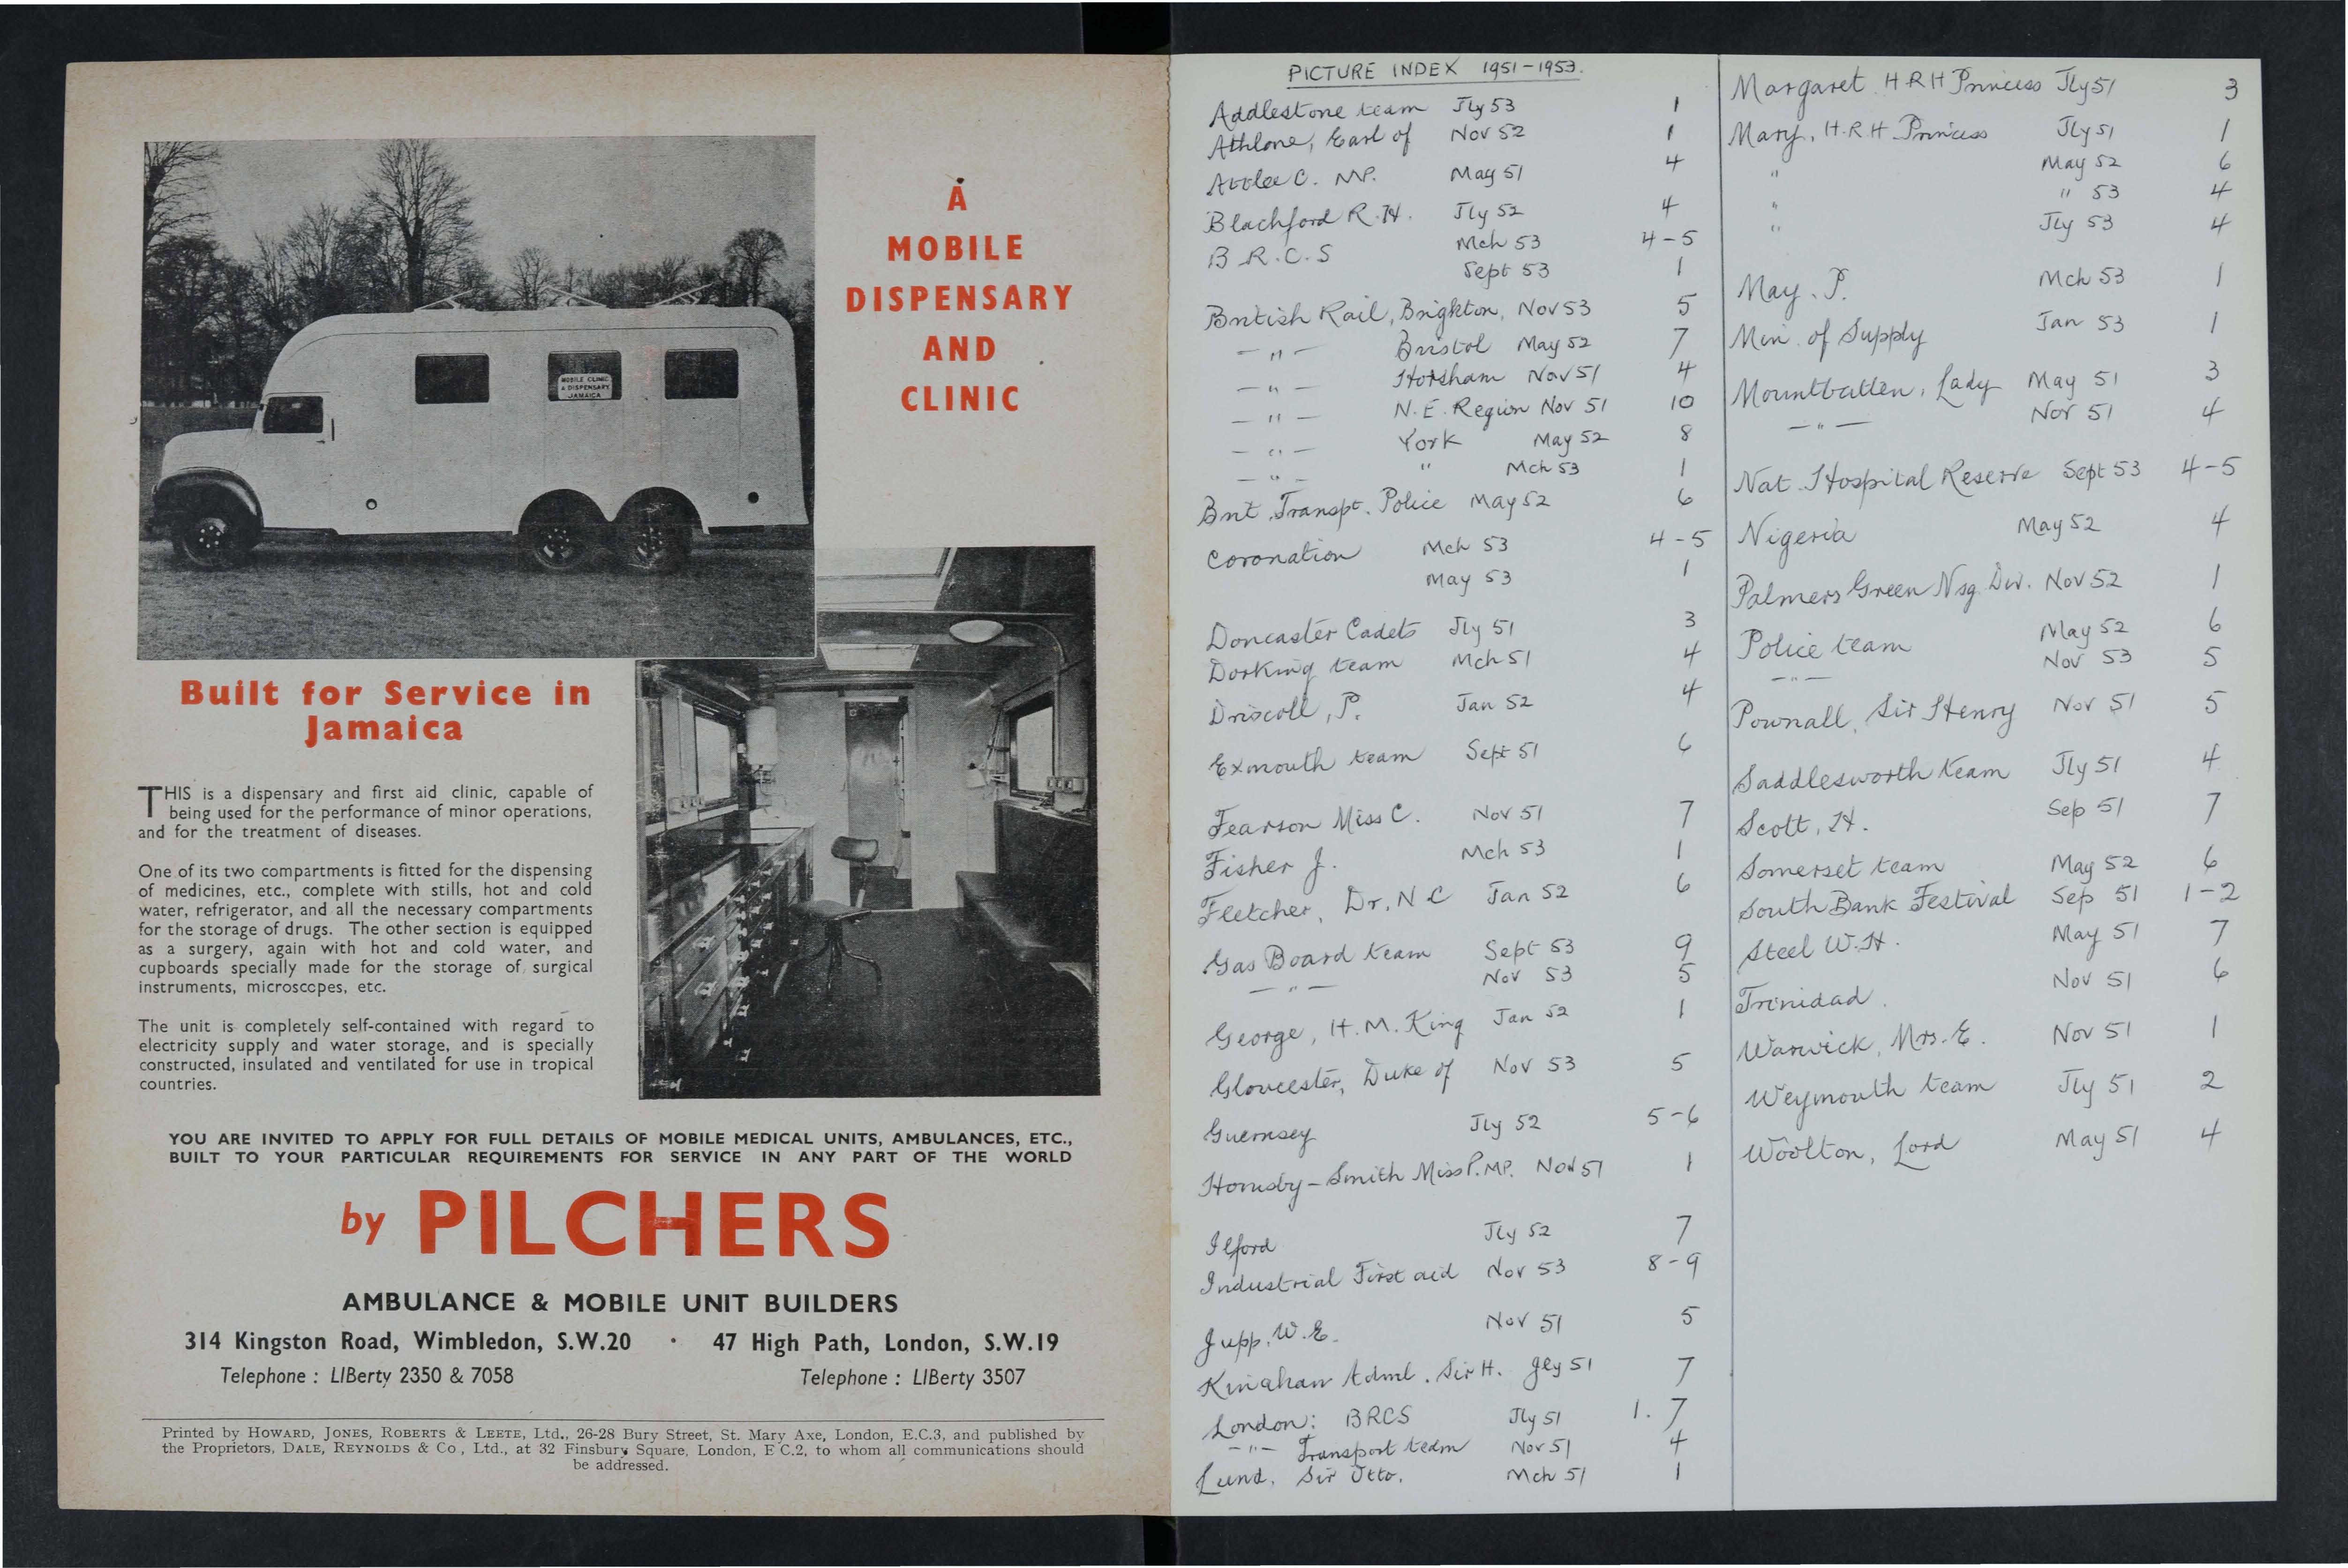 A
MOBILE
DISPENSARY
AND
CLINIC
MOBILE CLINIC
& DISPENSARY
JAMAICA
Built for Service in
Jamaica
THIS is a dispensary and first aid clinic, capable of
being used for the performance of minor operations,
and for the treatment of diseases.
One of its two compartments is fitted for the dispensing
of medicines, etc., complete with stills, hot and cold
water, refrigerator, and all the necessary compartments
for the storage of drugs. The other section is equipped
as a surgery, again with hot and cold water, and
cupboards specially made for the storage of surgical
instruments, microscopes, etc.
The unit is completely self-contained with regard to
electricity supply and water storage, and is specially
constructed, insulated and ventilated for use in tropical
countries.
YOU ARE INVITED TO APPLY FOR FULL DETAILS OF MOBILE MEDICAL UNITS, AMBULANCES, ETC.,
BUILT TO YOUR PARTICULAR REQUIREMENTS FOR SERVICE IN ANY PART OF THE WORLD
by PILCHERS
AMBULANCE & MOBILE UNIT BUILDERS
314 Kingston Road, Wimbledon, S.W.20 · 47 High Path, London, S.W.19
Telephone : LIBerty 2350 & 7058 Telephone : LIBerty 3507
Printed by HOWARD, JONES, ROBERTS & LEETE, Ltd., 26-28 Bury Street, St. Mary Axe, London, E.C.3, and published by
the Proprietors, DALE, REYNOLDS & Co, Ltd., at 32 Finsbury Square, London, E C.2, to whom all communications should
be addressed.
PICTURE INDEX 1951-1953.
Addlestone team Jly 53 1
Athlone, Earl of Nov 52 1
Attlee C. MP. May 51 4
Blachford R.H. Jly 52 4
B.R.C.S Mch 53 4-5
Sept 53 1
British Rail, Brighton, Nov 53 5
- " - Bristol May 52 7
- " - Horsham Nov 51 4
- " - N.E. Region Nov 51 10
- " - York May 52 8
- " - " Mch 53 1
Brit. Transpt. Police May 52 6
Coronation Mch 53 4-5
May 53 1
Doncaster Cadets Jly 51 3
Dorking team Mch 51 4
Driscoll, P. Jan 52 4
Exmouth team Sept 51 6
Fearson Miss C. Nov 51 7
Fisher J. Mch 53 1
Fletcher, Dr. N C Jan 52 6
Gas Board team Sept 53 9
- " - Nov 53 5
George, H.M. King Jan 52 1
Gloucester, Duke of Nov 53 5
Guernsey Jly 52 5-6
Hornsby-Smith Miss P. MP. Nov 51 1
Ilford Jly 52 7
Industrial First aid Nov 53 8-9
Jupp, W.E. Nov 51 5
Kinahan Adml. Sir H. Jly 51 7
London: BRCS Jly 51 1. 7
- " - Transport team Nov 51 4
Lund, Sir Otto. Mch 51 1
Margaret H.R.H Princess Jly 51 3
Mary, H.R.H. Princess Jly 51 1
" May 52 6
" " 53 4
" Jly 53 4
May, P. Mch 53 1
Min. of Supply Jan 53 1
Mountbatten, Lady May 51 3
- " - Nov 51 4
Nat. Hospital Reserve Sept 53 4-5
Nigeria May 52 4
Palmers Green Nsg. Div. Nov 52 1
Police team May 52 6
- " - Nov 53 5
Pownall, Sir Henry Nov 51 5
Saddlesworth team Jly 51 4
Scott, H. Sep 51 7
Somerset team May 52 6
South Bank Festival Sep 51 1-2
Steel W.H. May 51 7
Trinidad. Nov 51 6
Warwick, Mrs. E. Nov 51 1
Weymouth team Jly 51 2
Woolton, Lord May 51 4